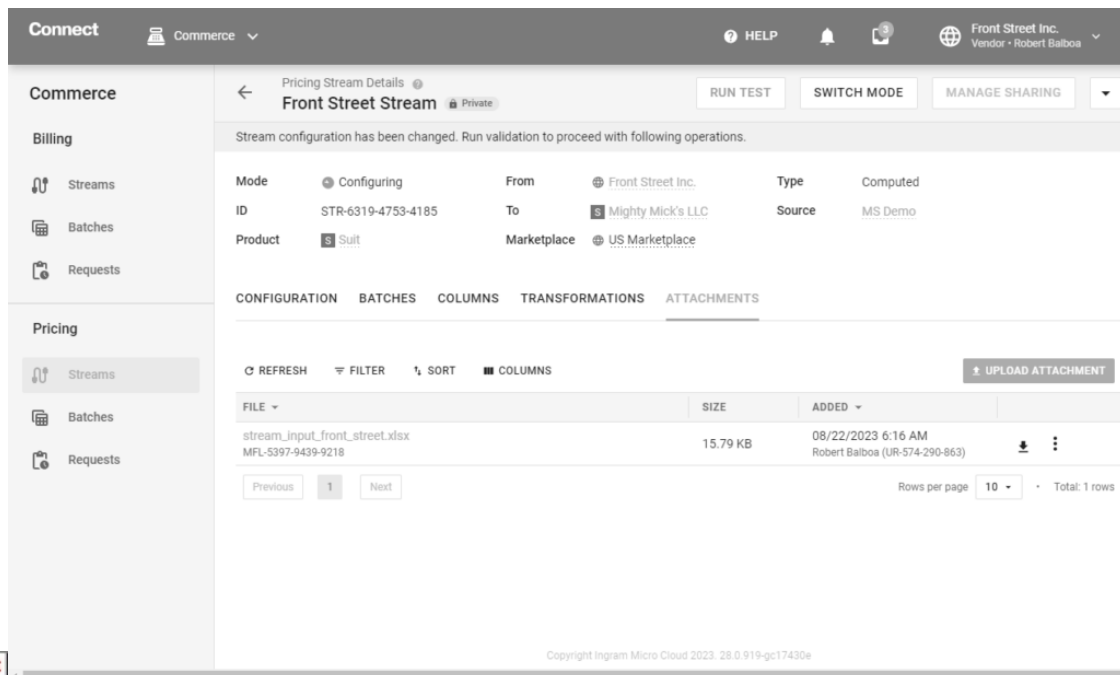 Connect
Commerce
HELP
3
Front Street Inc.
Vendor • Robert Balboa
Commerce
Billing
Streams
Batches
Requests
Pricing
Streams
Batches
Requests
Pricing Stream Details
Front Street Stream Private
RUN TEST
SWITCH MODE
MANAGE SHARING
Stream configuration has been changed. Run validation to proceed with following operations.
Mode Configuring From Front Street Inc. Type Computed
ID STR-6319-4753-4185 To S Mighty Mick's LLC Source MS Demo
Product S Suit Marketplace US Marketplace
CONFIGURATION BATCHES COLUMNS TRANSFORMATIONS ATTACHMENTS
REFRESH FILTER SORT COLUMNS UPLOAD ATTACHMENT
FILE SIZE ADDED
stream_input_front_street.xlsx 15.79 KB 08/22/2023 6:16 AM
MFL-5397-9439-9218 Robert Balboa (UR-574-290-863)
Previous 1 Next Rows per page 10 • Total: 1 rows
Copyright Ingram Micro Cloud 2023. 28.0.919-gc17430e